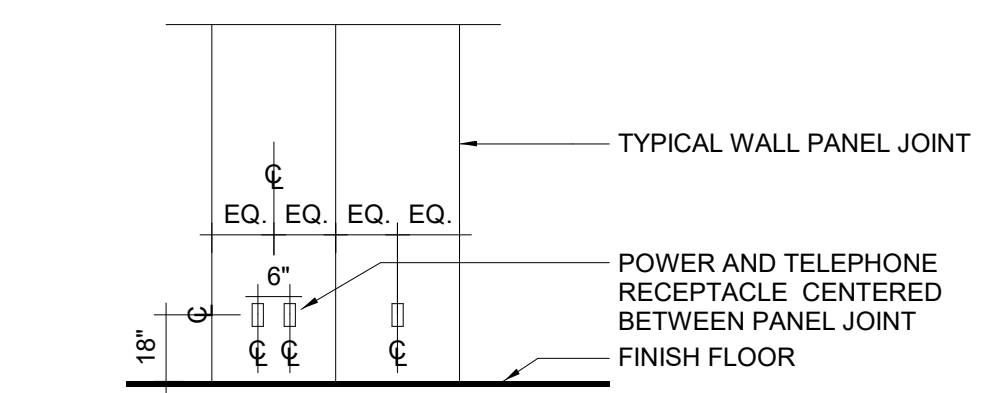 TYPICAL WALL PANEL JOINT
℄
EQ. EQ. EQ. EQ.
6"
POWER AND TELEPHONE
RECEPTACLE CENTERED
BETWEEN PANEL JOINT
℄
18"
℄ ℄ ℄
FINISH FLOOR